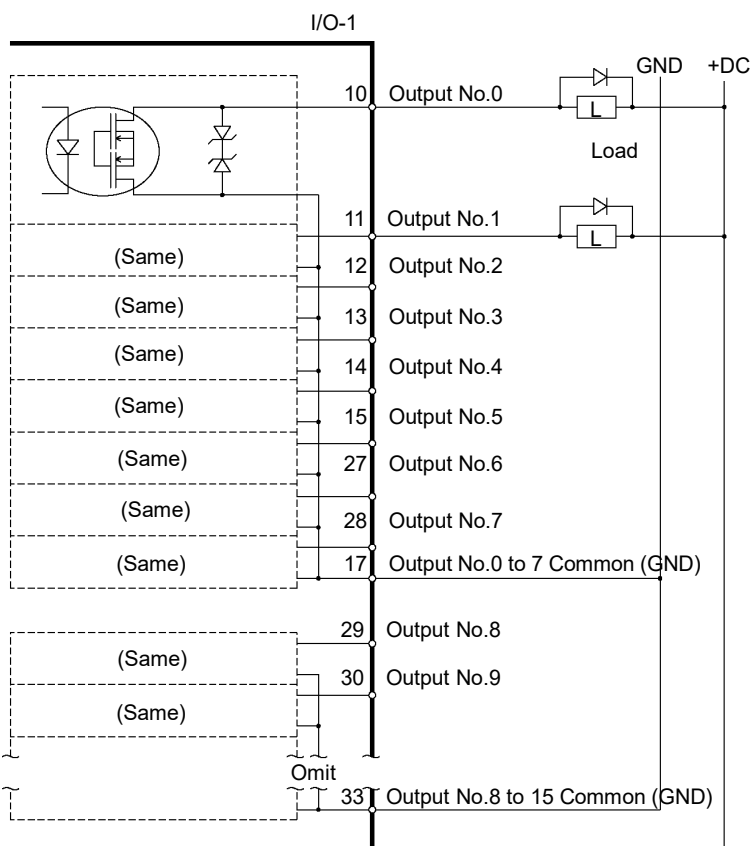 I/O-1
GND +DC
10 Output No.0
L
Load
11 Output No.1
L
(Same)
12 Output No.2
(Same)
13 Output No.3
(Same)
14 Output No.4
(Same)
15 Output No.5
(Same)
27 Output No.6
(Same)
28 Output No.7
(Same)
17 Output No.0 to 7 Common (GND)
29 Output No.8
(Same)
30 Output No.9
(Same)
Omit
33 Output No.8 to 15 Common (GND)